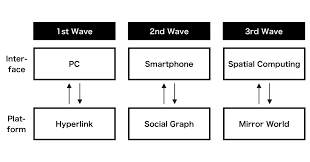 1st Wave
2nd Wave
3rd Wave
Inter-
face
PC
Smartphone
Spatial Computing
Plat-
form
Hyperlink
Social Graph
Mirror World